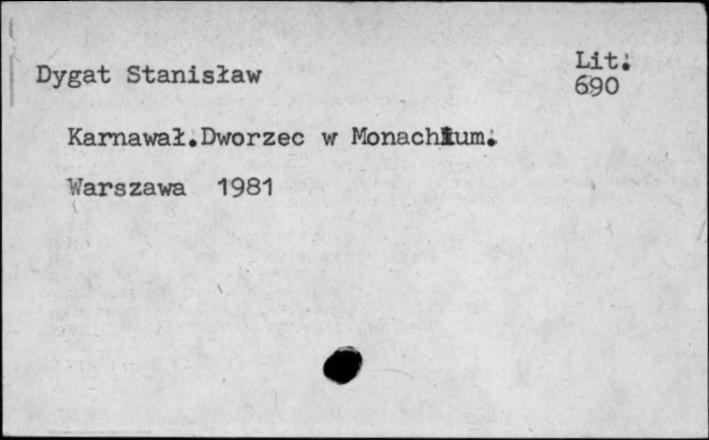 Lit.
690
Dygat Stanisław
Karnawał.Dworzec w Monachium.
Warszawa 1981